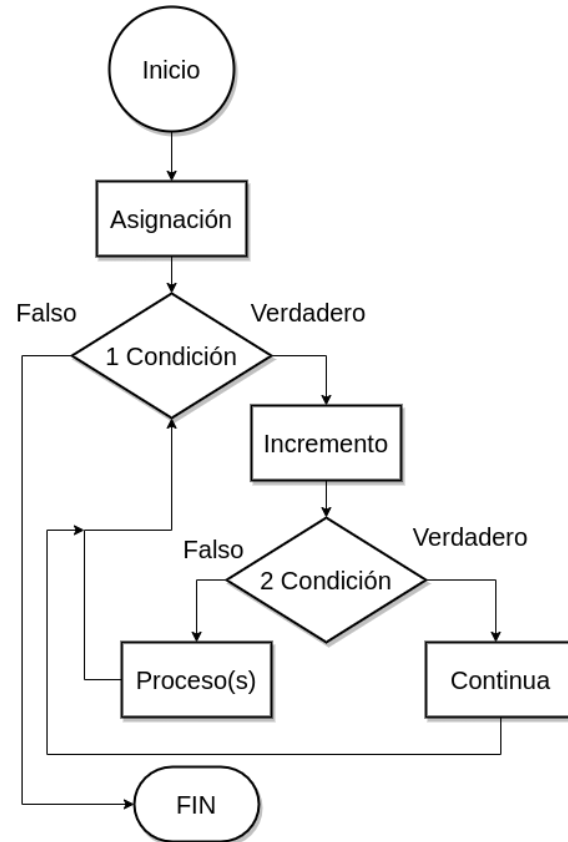 Inicio
Asignación
Falso
Verdadero
1 Condición
Incremento
Falso
Verdadero
2 Condición
Proceso(s)
Continua
FIN